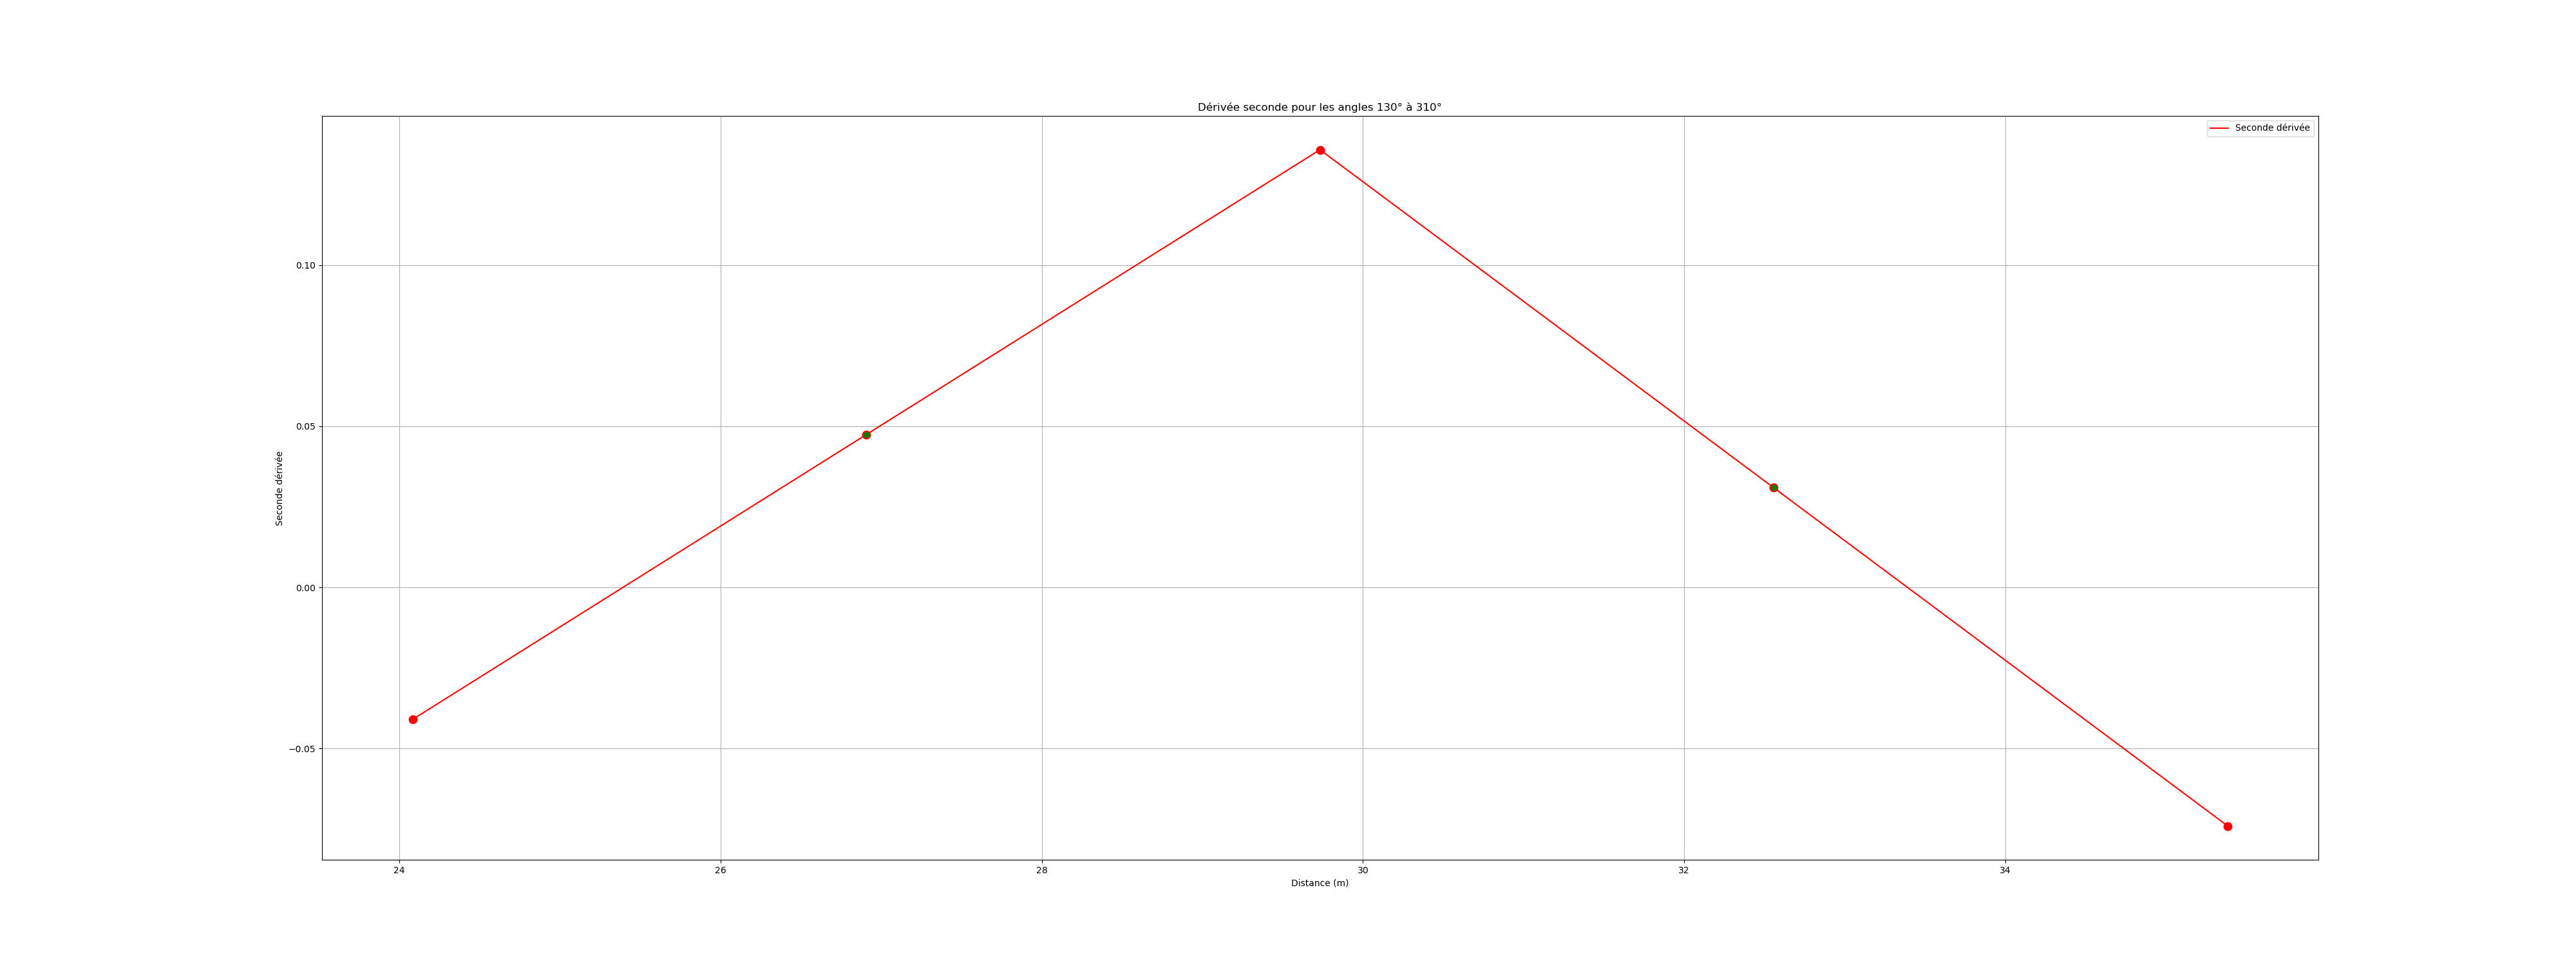 Dérivée seconde pour les angles 130° à 310°
Seconde dérivée
0.10
0.05
0.00
−0.05
Seconde dérivée
24 26 28 30 32 34
Distance (m)